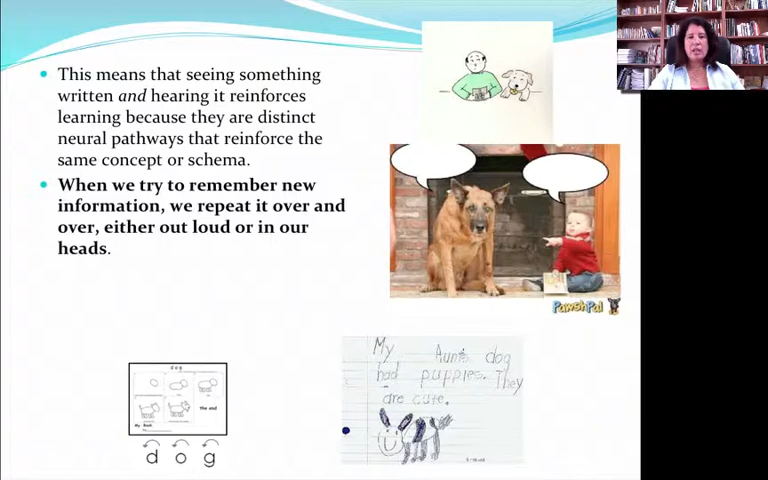 This means that seeing something
written and hearing it reinforces
learning because they are distinct
neural pathways that reinforce the
same concept or schema.
When we try to remember new
information, we repeat it over and
over, either out loud or in our
heads.
PawshPal
My Aunts dog
had puppies. They
are cute.
dog
The end
My Book
d o g